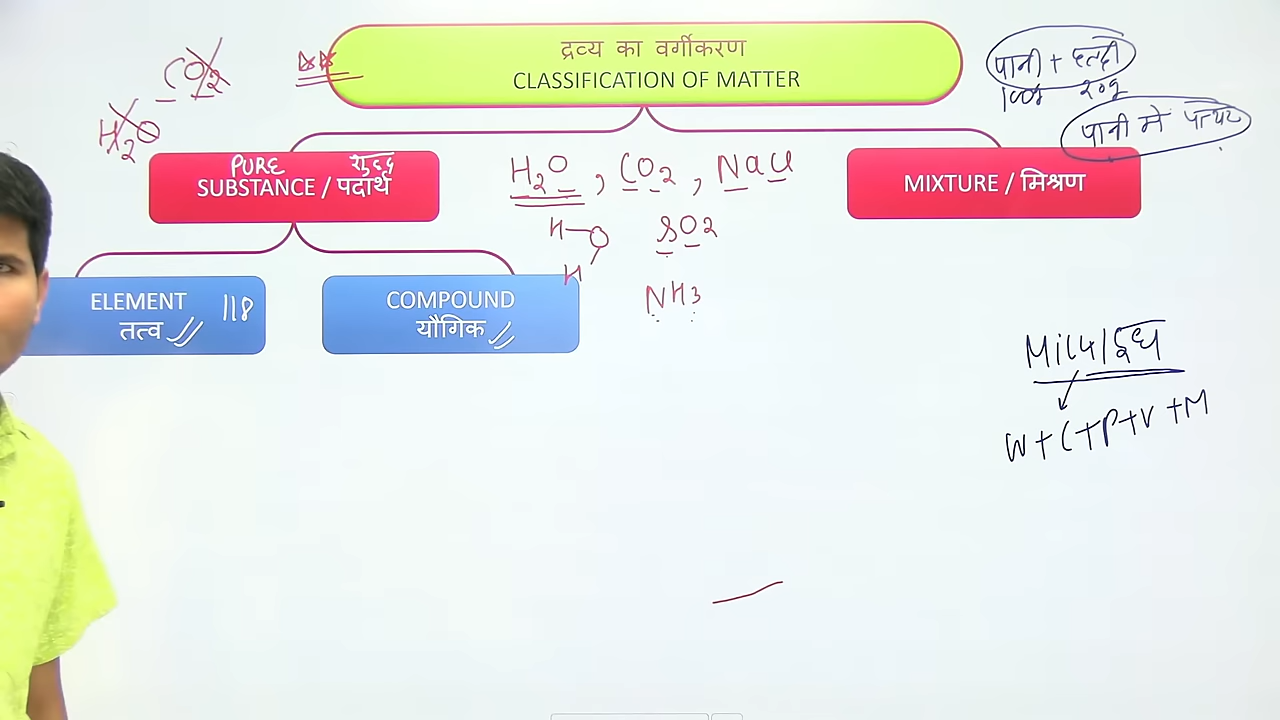 द्रव्य का वर्गीकरण
CLASSIFICATION OF MATTER
CO2
H2O
पानी + हल्दी
100g 20g
पानी में पत्थर
PURE शुद्ध
SUBSTANCE / पदार्थ
H2O , CO2 , NaCl
MIXTURE / मिश्रण
H-O
H
SO2
NH3
ELEMENT 118
तत्व
COMPOUND
यौगिक
Milk/दूध
W+C+P+V+M